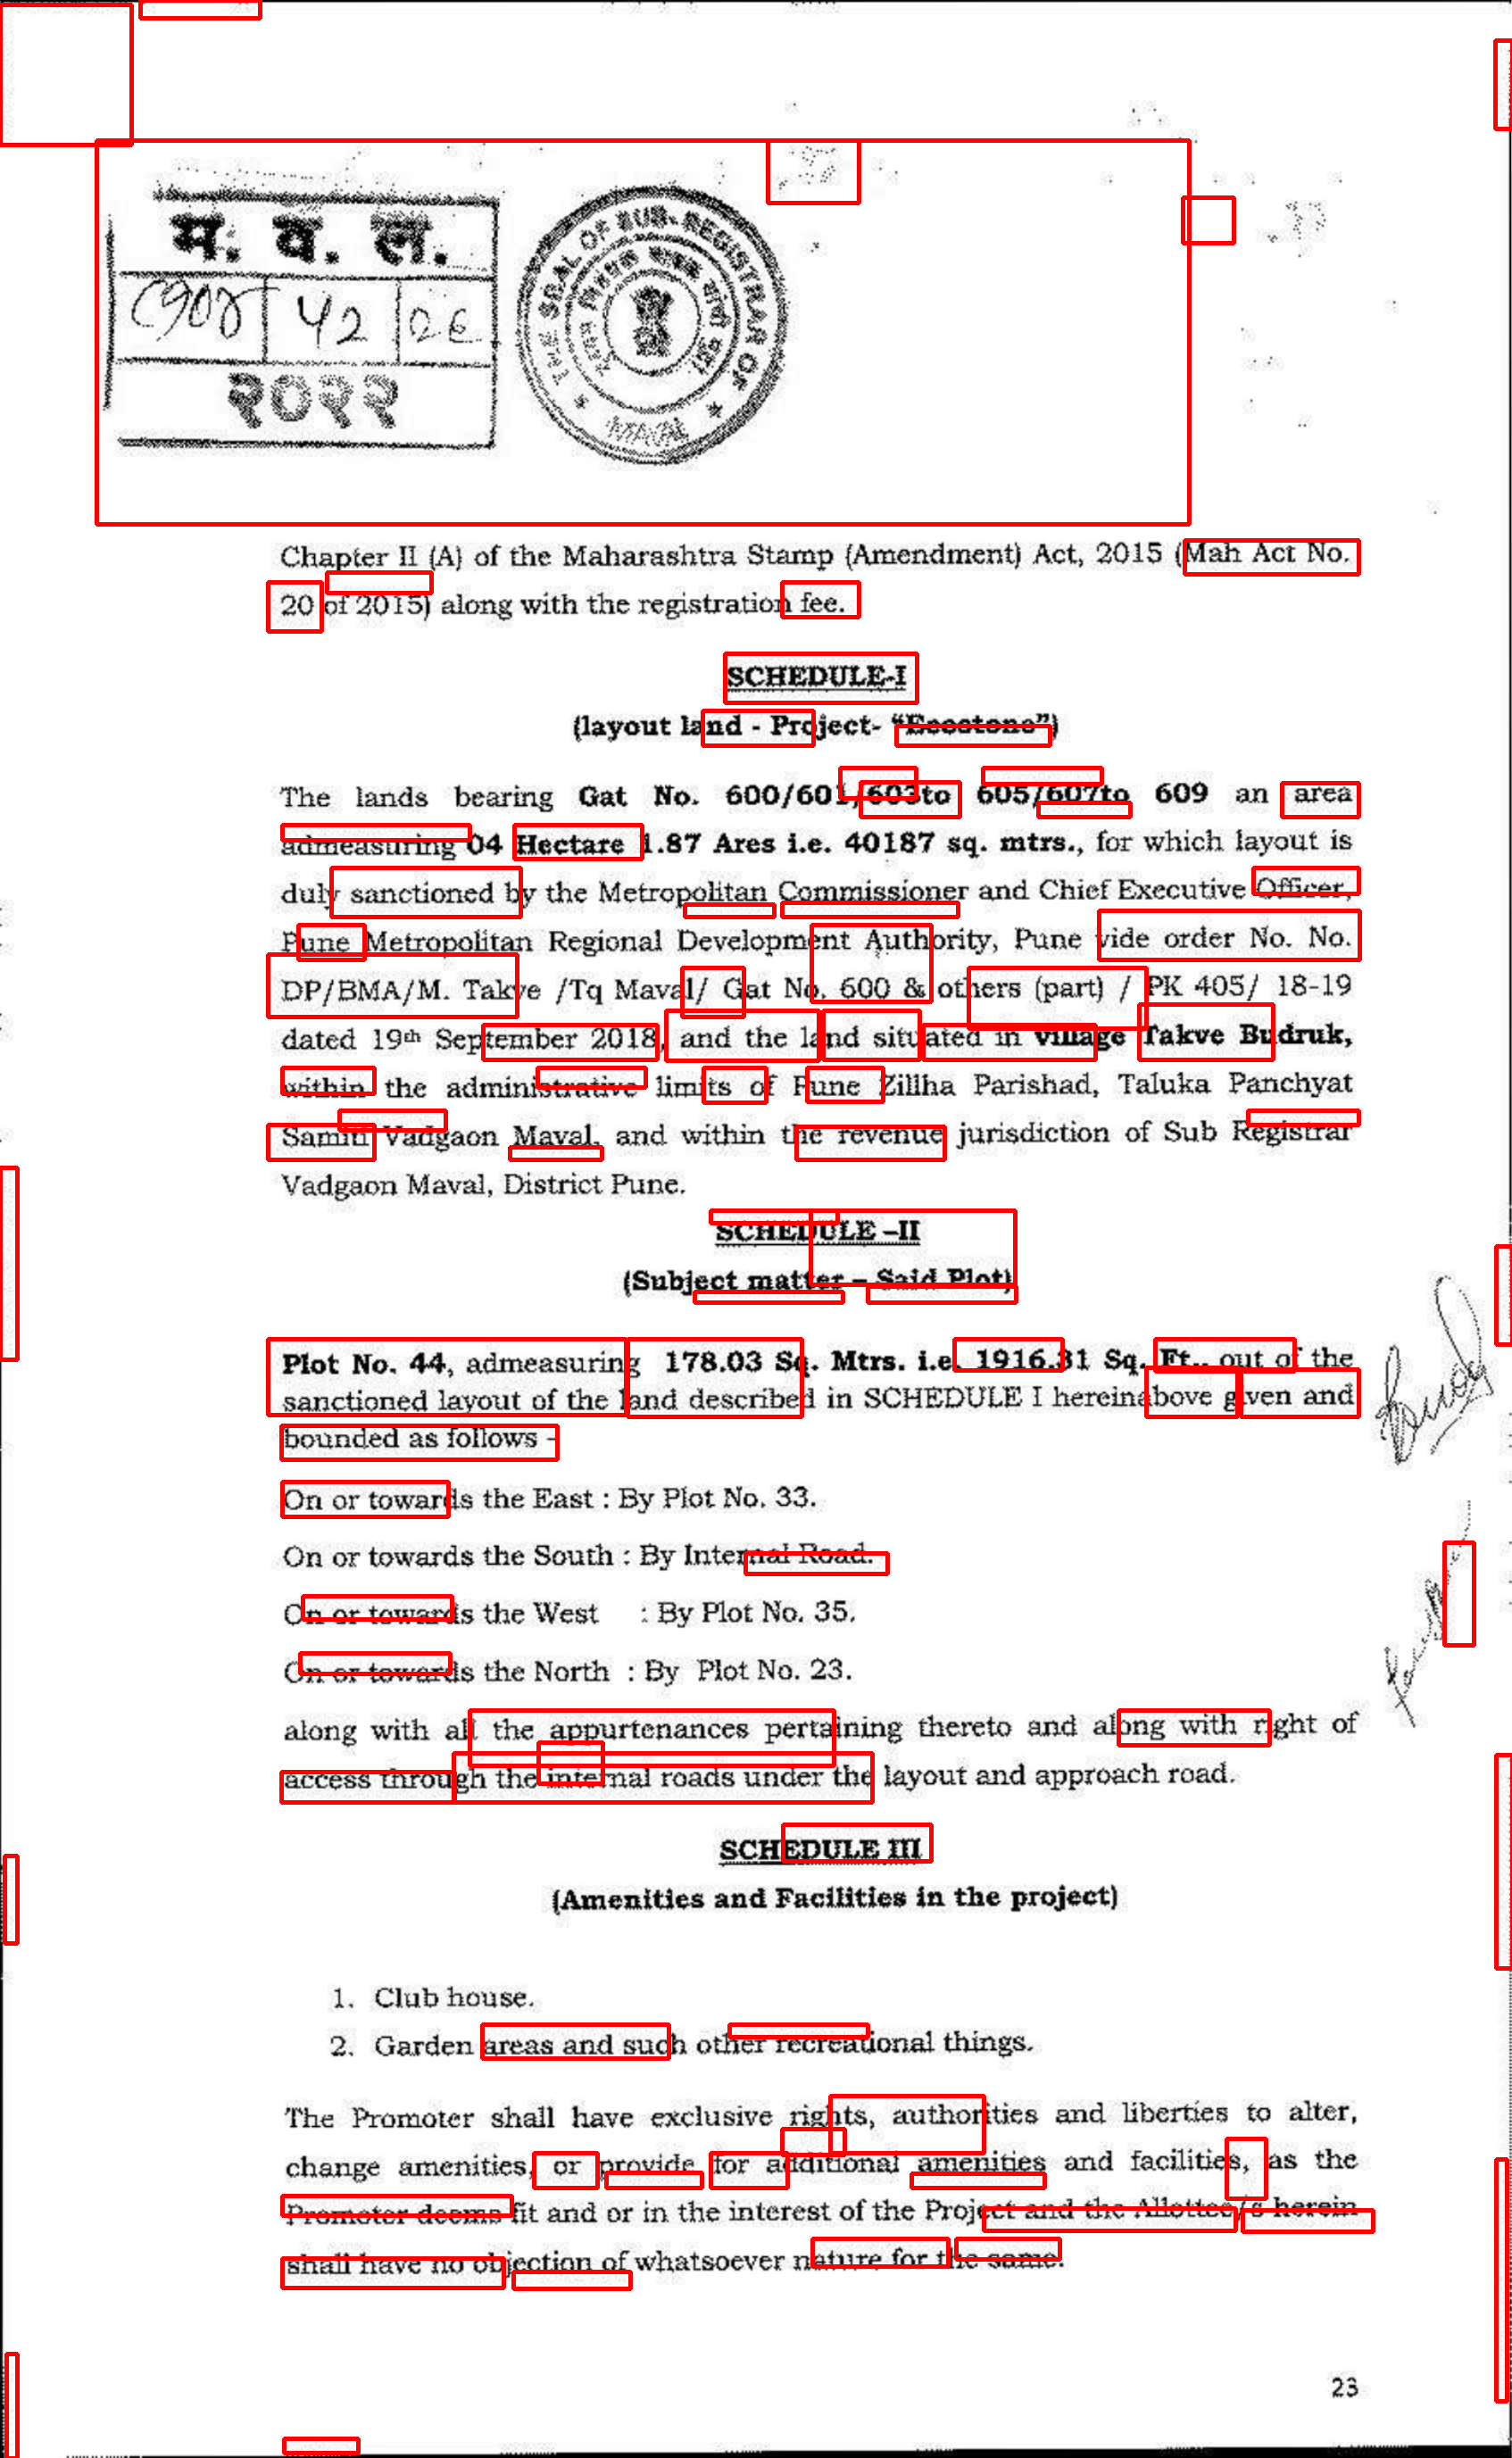 म. व. ल.
५२
२०२२
THE SEAL OF SUB-REGISTRAR OF
MAVAL
Chapter II (A) of the Maharashtra Stamp (Amendment) Act, 2015 (Mah Act No.
20 of 2015) along with the registration fee.
SCHEDULE-I
(layout land - Project- “Ecostone”)
The lands bearing Gat No. 600/601,603to 605/607to 609 an area
admeasuring 04 Hectare 1.87 Ares i.e. 40187 sq. mtrs., for which layout is
duly sanctioned by the Metropolitan Commissioner and Chief Executive Officer,
Pune Metropolitan Regional Development Authority, Pune vide order No. No.
DP/BMA/M. Takve /Tq Maval/ Gat No. 600 & others (part) / PK 405/ 18-19
dated 19th September 2018, and the land situated in village Takve Budruk,
within the administrative limits of Pune Zillha Parishad, Taluka Panchyat
Samiti Vadgaon Maval, and within the revenue jurisdiction of Sub Registrar
Vadgaon Maval, District Pune.
SCHEDULE –II
(Subject matter – Said Plot)
Plot No. 44, admeasuring 178.03 Sq. Mtrs. i.e. 1916.31 Sq. Ft., out of the
sanctioned layout of the land described in SCHEDULE I hereinabove given and
bounded as follows -
On or towards the East : By Plot No. 33.
On or towards the South : By Internal Road.
On or towards the West : By Plot No. 35.
On or towards the North : By Plot No. 23.
along with all the appurtenances pertaining thereto and along with right of
access through the internal roads under the layout and approach road.
SCHEDULE III
(Amenities and Facilities in the project)
1. Club house.
2. Garden areas and such other recreational things.
The Promoter shall have exclusive rights, authorities and liberties to alter,
change amenities, or provide for additional amenities and facilities, as the
Promoter deems fit and or in the interest of the Project and the Allottee/s herein
shall have no objection of whatsoever nature for the same.
23